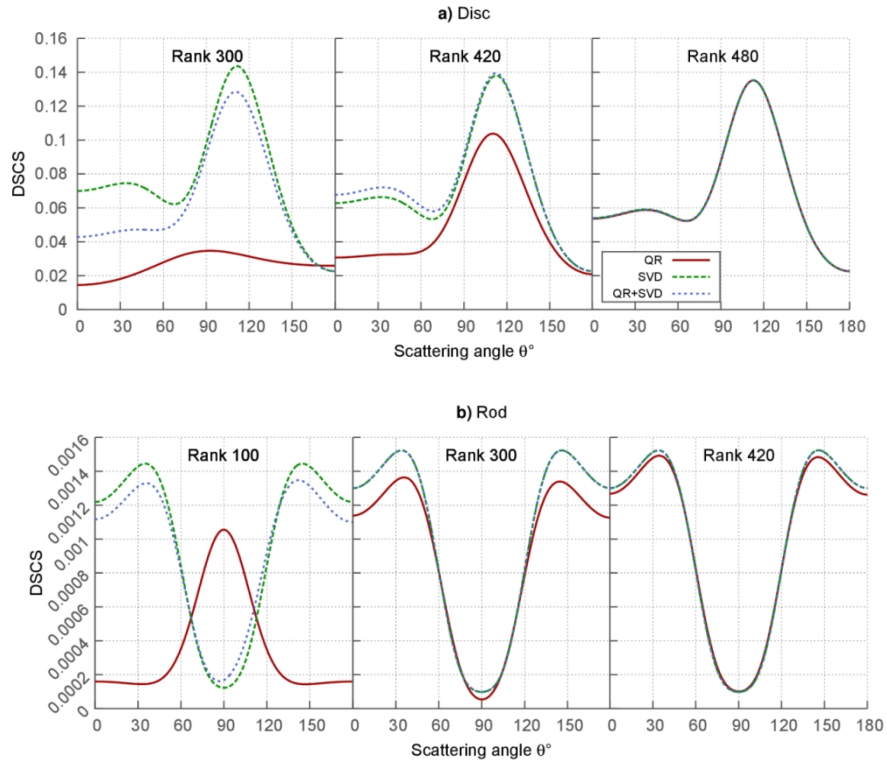 a) Disc
Rank 300 Rank 420 Rank 480
0.16
0.14
0.12
0.1
0.08
0.06
0.04
0.02
0
DSCS
QR
SVD
QR+SVD
0 30 60 90 120 150 0 30 60 90 120 150 0 30 60 90 120 150 180
Scattering angle θ°
b) Rod
Rank 100 Rank 300 Rank 420
0.0016
0.0014
0.0012
0.001
0.0008
0.0006
0.0004
0.0002
0
DSCS
0 30 60 90 120 150 0 30 60 90 120 150 0 30 60 90 120 150 180
Scattering angle θ°